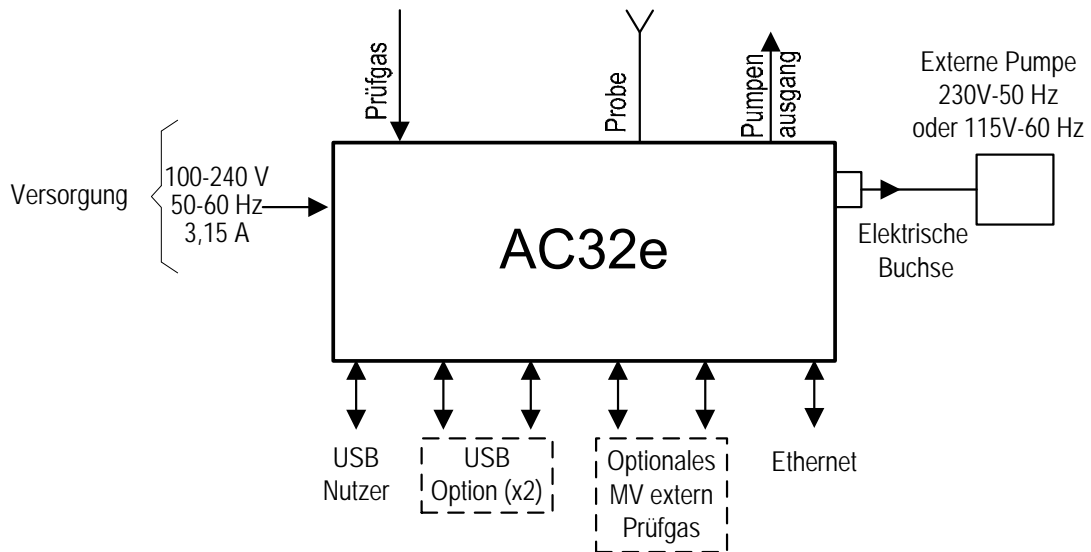 Prüfgas
Probe
Pumpen
ausgang
Externe Pumpe
230V-50 Hz
oder 115V-60 Hz
Versorgung
100-240 V
50-60 Hz
3,15 A
AC32e
Elektrische
Buchse
USB
Nutzer
USB
Option (x2)
Optionales
MV extern
Prüfgas
Ethernet